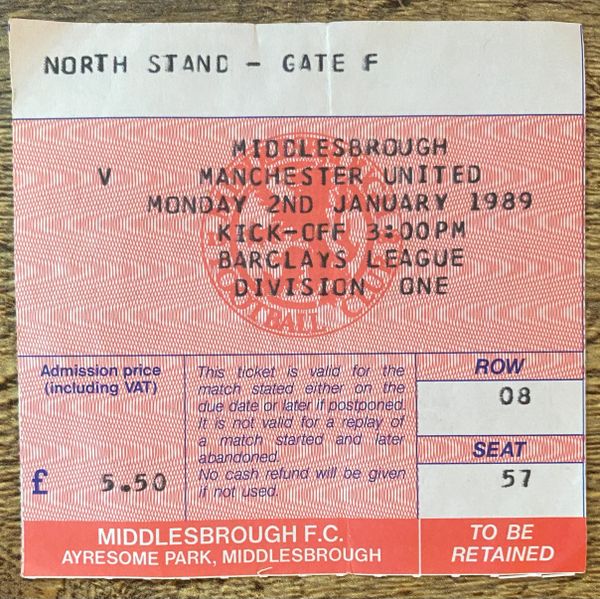 NORTH STAND - GATE F
MIDDLESBROUGH
V MANCHESTER UNITED
MONDAY 2ND JANUARY 1989
KICK-OFF 3:00PM
BARCLAYS LEAGUE
DIVISION ONE
FOOTBALL CLUB
Admission price
(including VAT)
£ 5.50
This ticket is valid for the
match stated either on the
due date or later if postponed.
It is not valid for a replay of
a match started and later
abandoned.
No cash refund will be given
if not used.
ROW
08
SEAT
57
MIDDLESBROUGH F.C.
AYRESOME PARK, MIDDLESBROUGH
TO BE
RETAINED